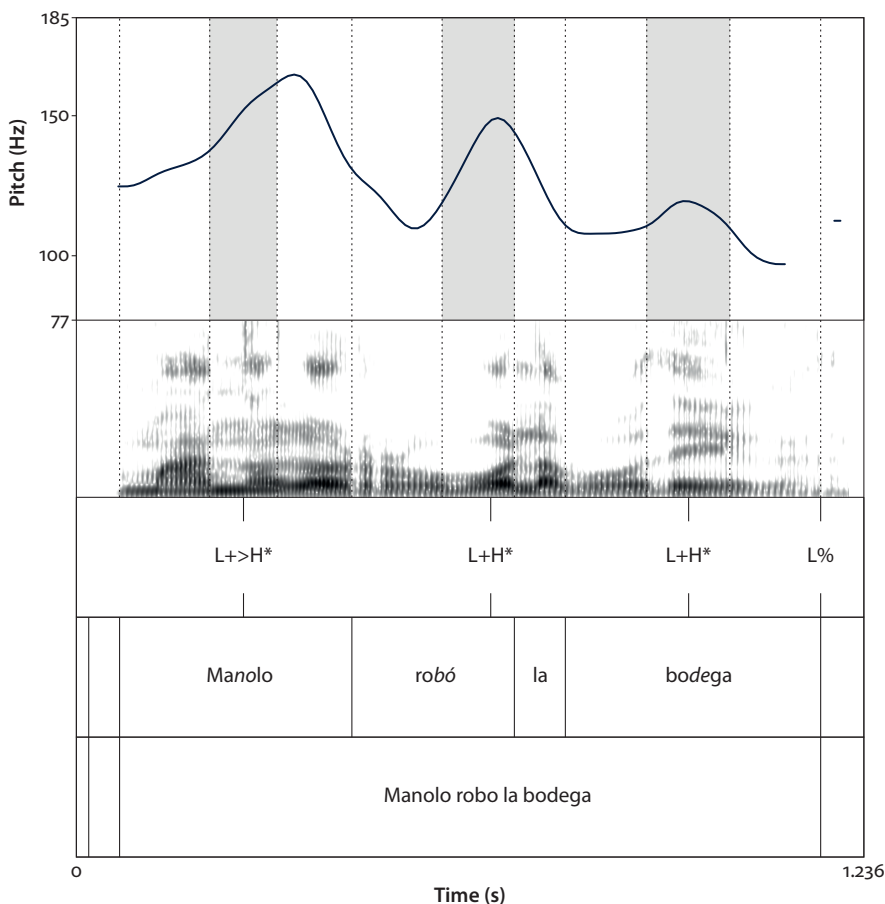 185
150
100
77
Pitch (Hz)
L+>H* L+H* L+H* L%
Manolo robó la bodega
Manolo robo la bodega
0 1.236
Time (s)